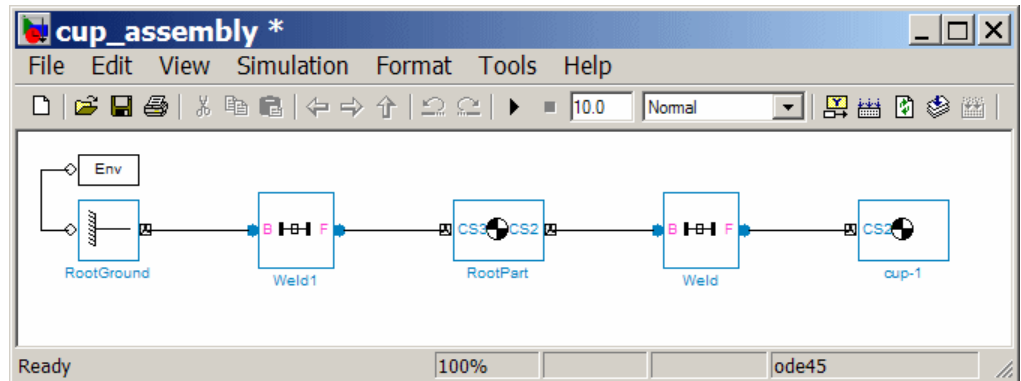 cup_assembly *
File Edit View Simulation Format Tools Help
10.0 Normal
Env
B F CS3 CS2 B F CS2
RootGround Weld1 RootPart Weld cup-1
Ready 100% ode45